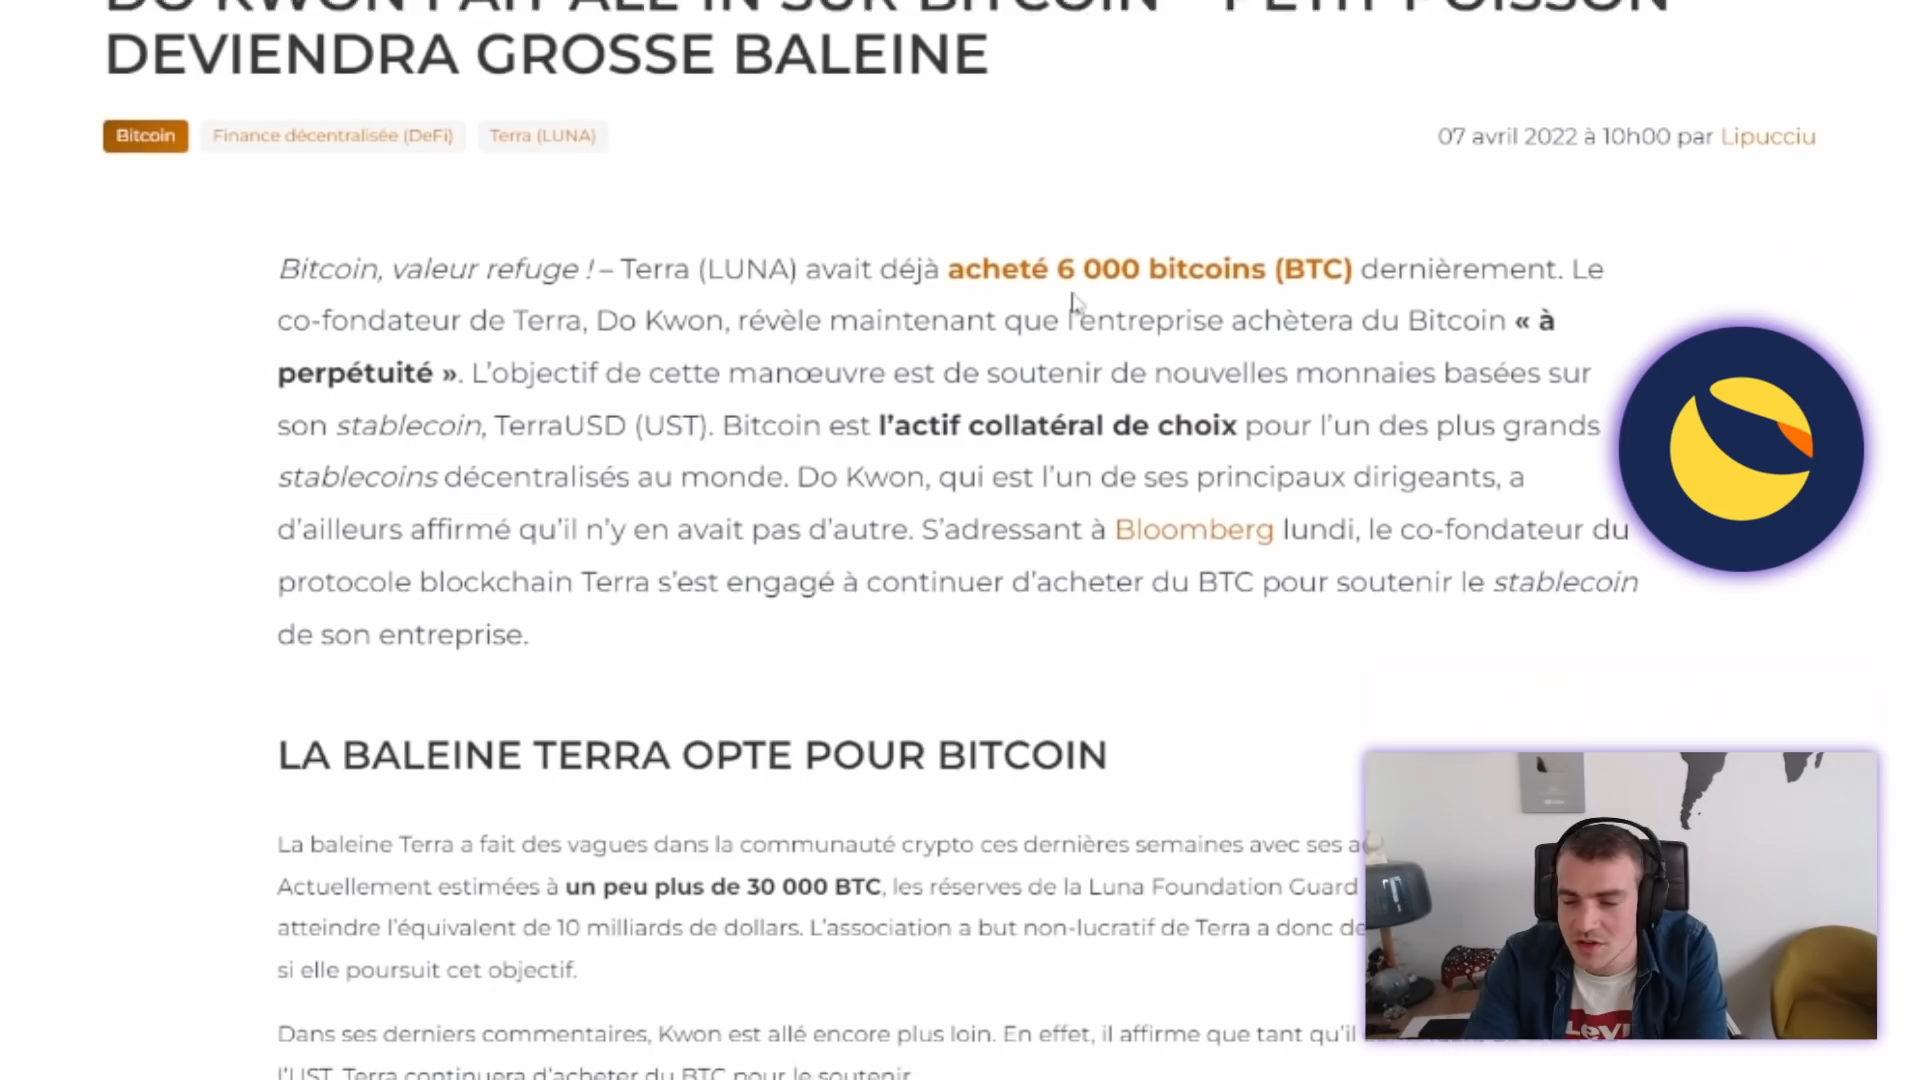 DO KWON FAIT ALL-IN SUR BITCOIN – PETIT POISSON
DEVIENDRA GROSSE BALEINE
Bitcoin Finance décentralisée (DeFi) Terra (LUNA) 07 avril 2022 à 10h00 par Lipucciu
Bitcoin, valeur refuge ! – Terra (LUNA) avait déjà acheté 6 000 bitcoins (BTC) dernièrement. Le
co-fondateur de Terra, Do Kwon, révèle maintenant que l'entreprise achètera du Bitcoin « à
perpétuité ». L'objectif de cette manœuvre est de soutenir de nouvelles monnaies basées sur
son stablecoin, TerraUSD (UST). Bitcoin est l'actif collatéral de choix pour l'un des plus grands
stablecoins décentralisés au monde. Do Kwon, qui est l'un de ses principaux dirigeants, a
d'ailleurs affirmé qu'il n'y en avait pas d'autre. S'adressant à Bloomberg lundi, le co-fondateur du
protocole blockchain Terra s'est engagé à continuer d'acheter du BTC pour soutenir le stablecoin
de son entreprise.
LA BALEINE TERRA OPTE POUR BITCOIN
La baleine Terra a fait des vagues dans la communauté crypto ces dernières semaines avec ses
Actuellement estimées à un peu plus de 30 000 BTC, les réserves de la Luna Foundation Guard
atteindre l'équivalent de 10 milliards de dollars. L'association a but non-lucratif de Terra a donc
si elle poursuit cet objectif.
Dans ses derniers commentaires, Kwon est allé encore plus loin. En effet, il affirme que tant qu'il
l'UST, Terra continuera d'acheter du BTC pour le soutenir.
LEVI